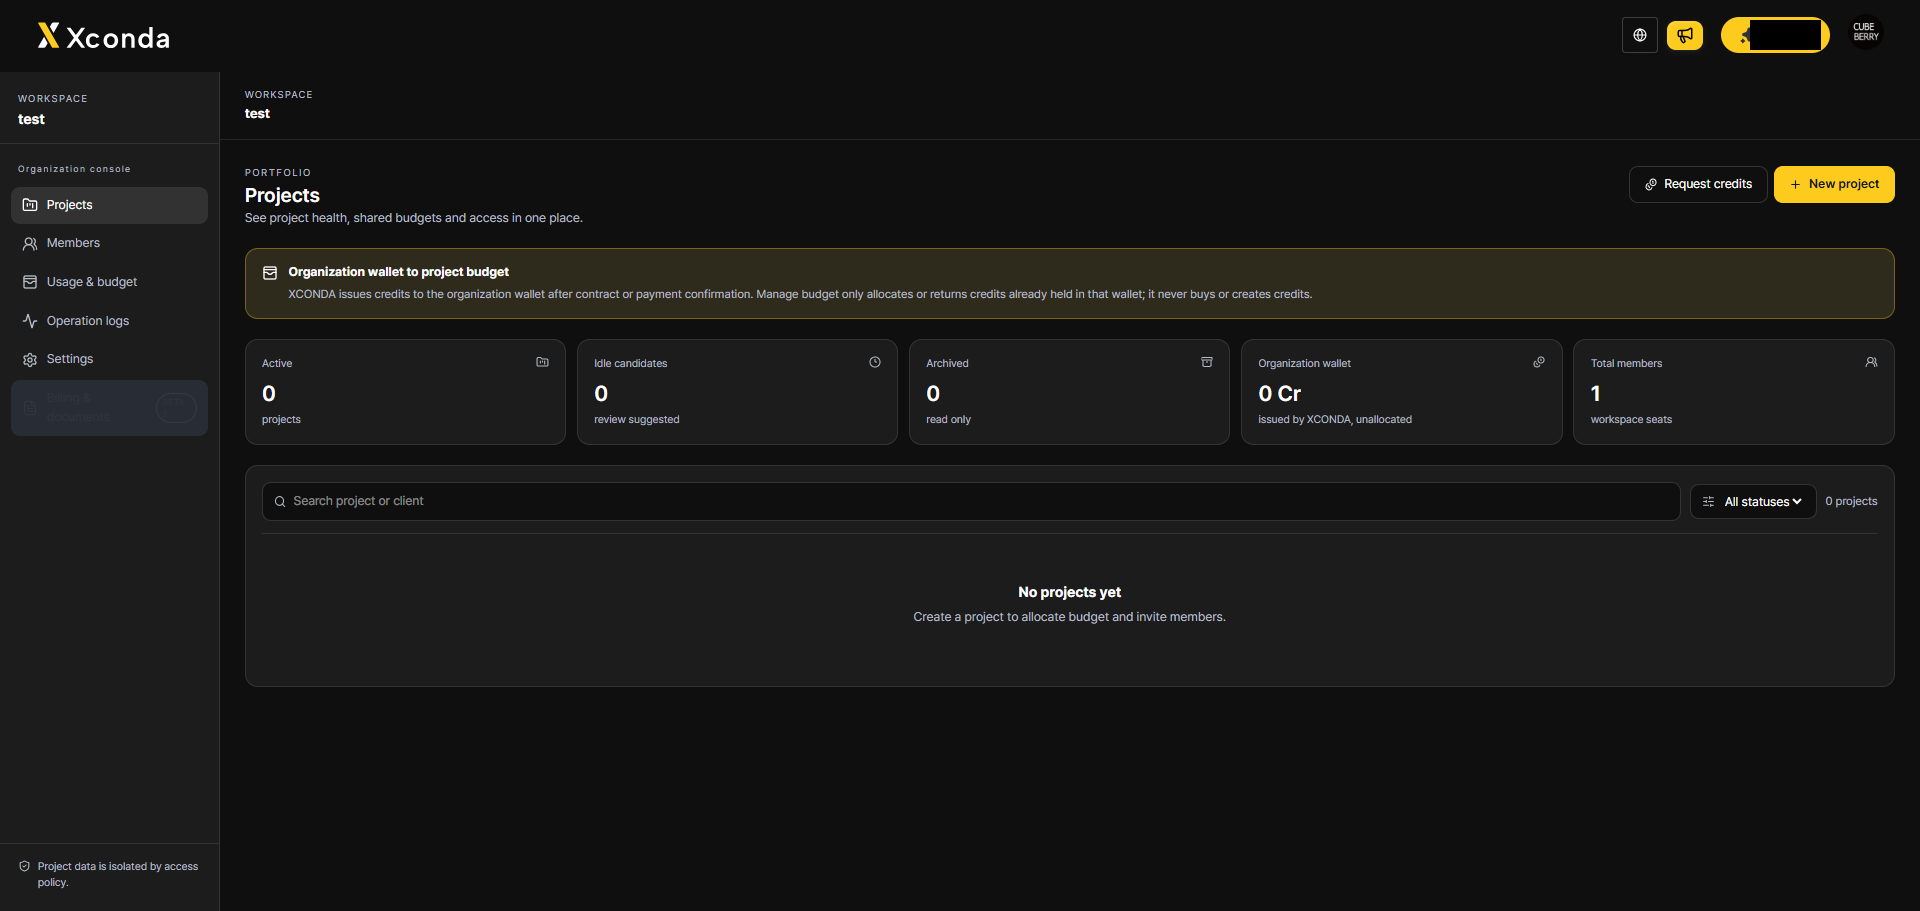 Xconda
CUBE
BERRY
WORKSPACE
test
Organization console
Projects
Members
Usage & budget
Operation logs
Settings
Billing &
documents
Project data is isolated by access
policy.
WORKSPACE
test
PORTFOLIO
Projects
See project health, shared budgets and access in one place.
Request credits
New project
Organization wallet to project budget
XCONDA issues credits to the organization wallet after contract or payment confirmation. Manage budget only allocates or returns credits already held in that wallet; it never buys or creates credits.
Active
0
projects
Idle candidates
0
review suggested
Archived
0
read only
Organization wallet
0 Cr
issued by XCONDA, unallocated
Total members
1
workspace seats
Search project or client
All statuses
0 projects
No projects yet
Create a project to allocate budget and invite members.